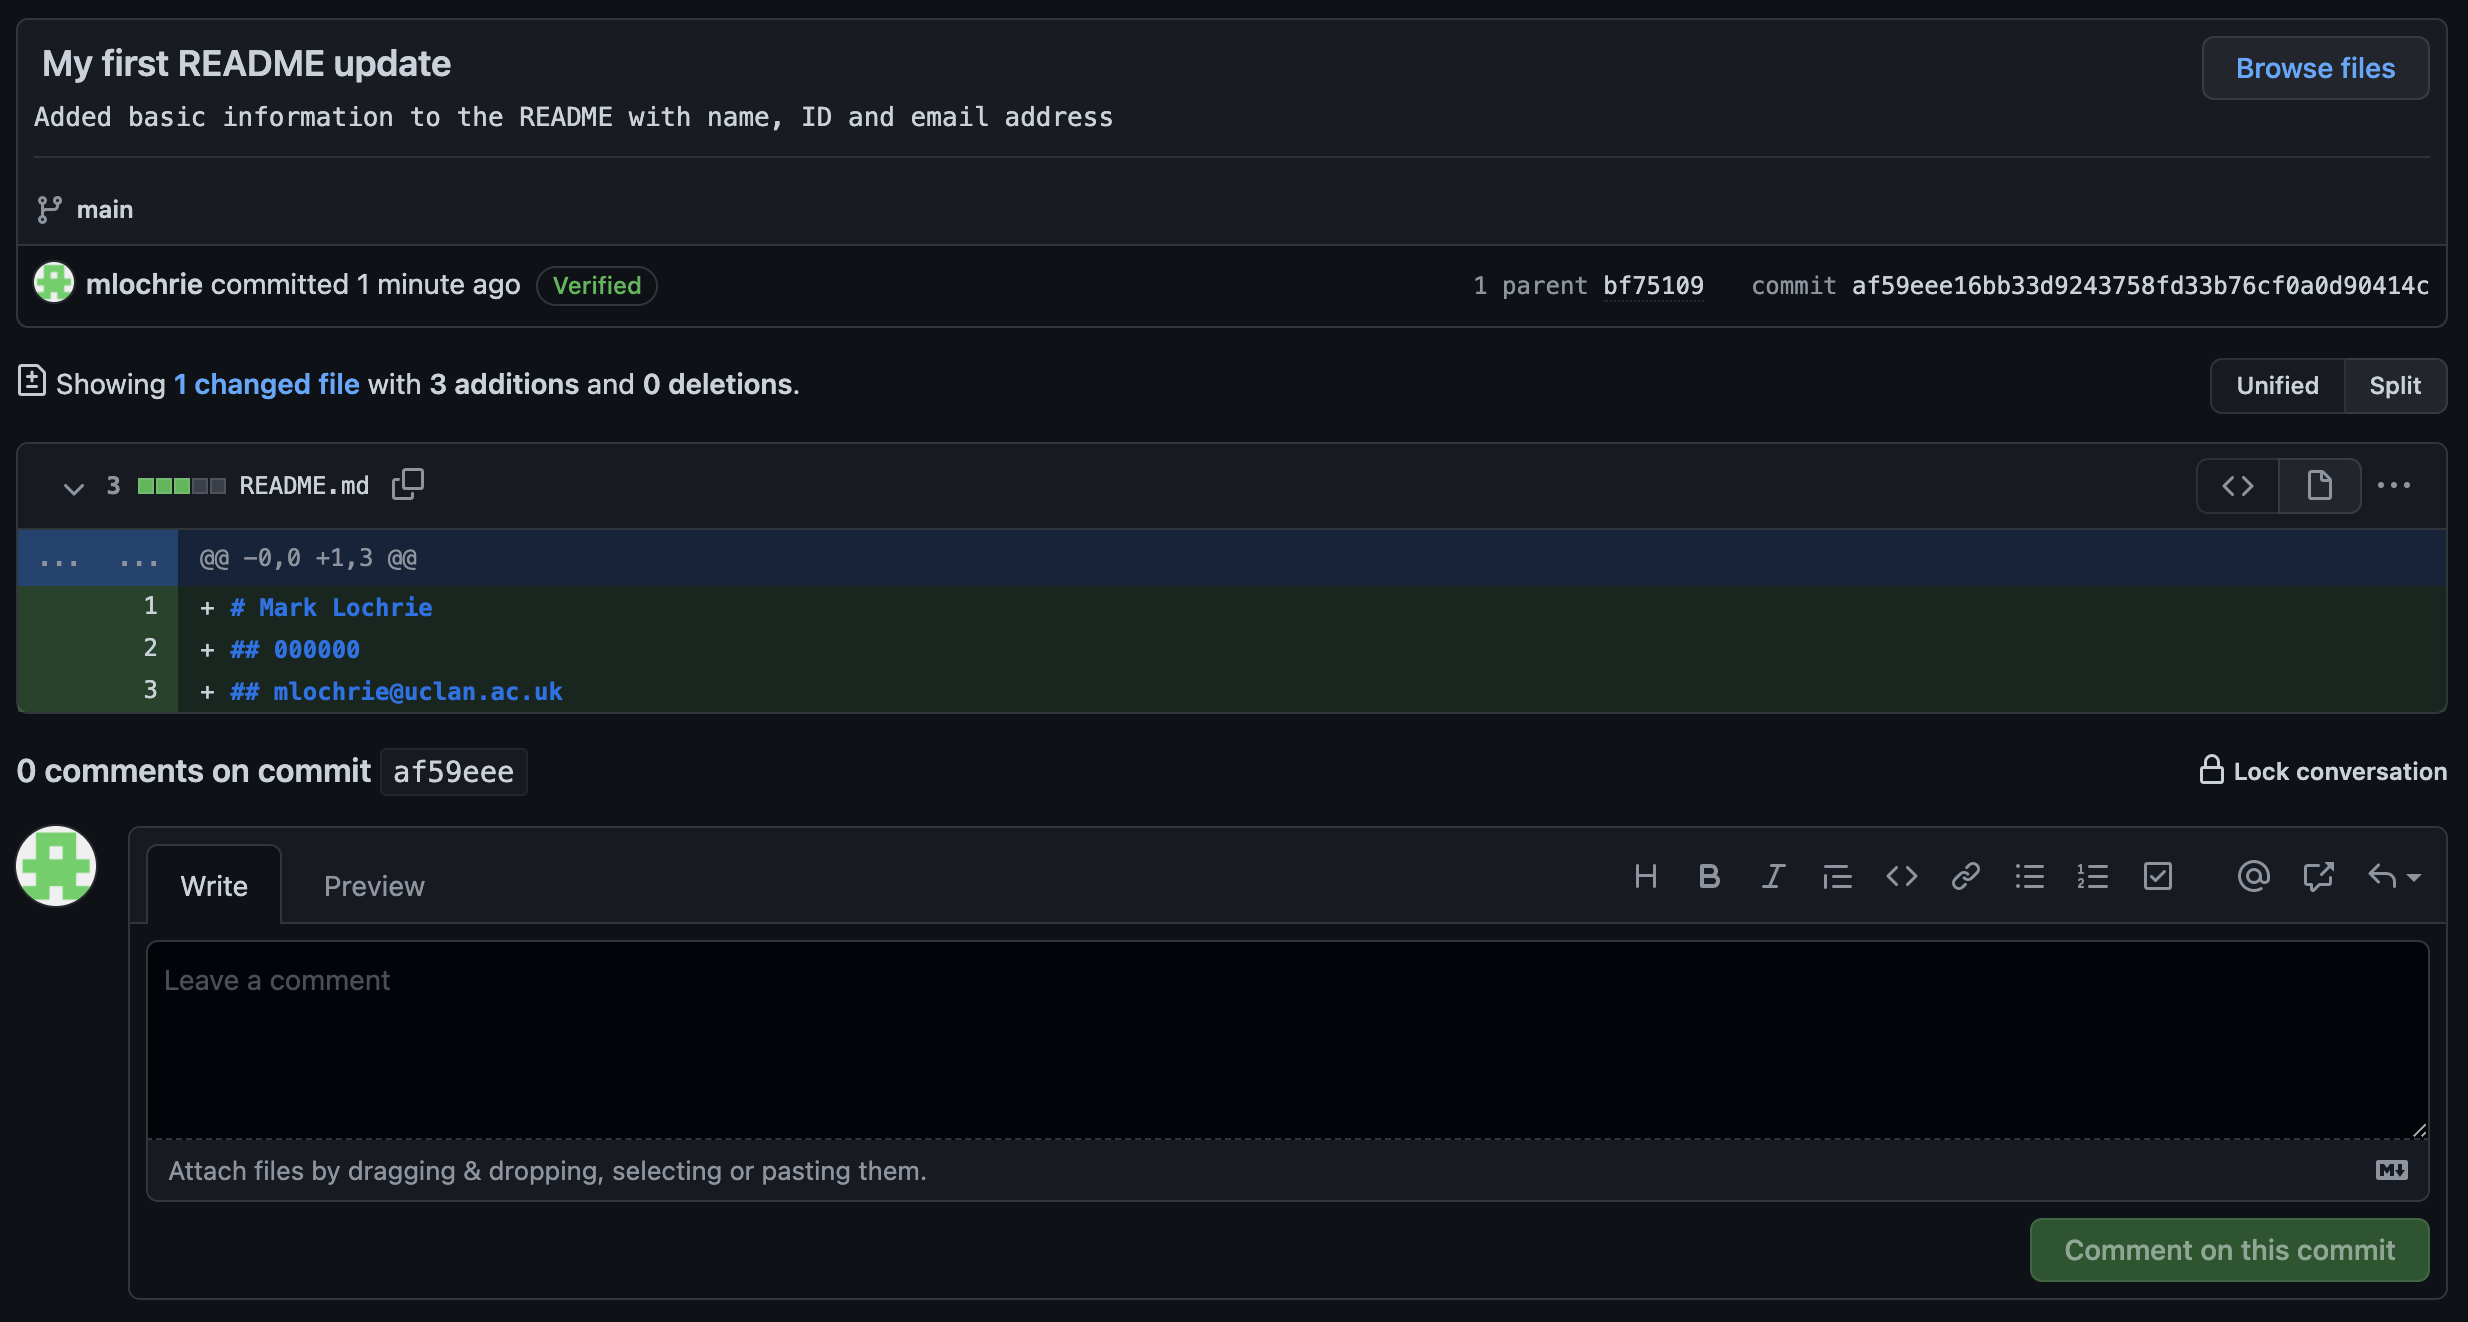 My first README update
Browse files
Added basic information to the README with name, ID and email address
main
mlochrie committed 1 minute ago Verified
1 parent bf75109 commit af59eee16bb33d9243758fd33b76cf0a0d90414c
Showing 1 changed file with 3 additions and 0 deletions.
Unified Split
3 README.md
... ... @@ -0,0 +1,3 @@
1 + # Mark Lochrie
2 + ## 000000
3 + ## mlochrie@uclan.ac.uk
0 comments on commit af59eee
Lock conversation
Write Preview
Leave a comment
Attach files by dragging & dropping, selecting or pasting them.
Comment on this commit